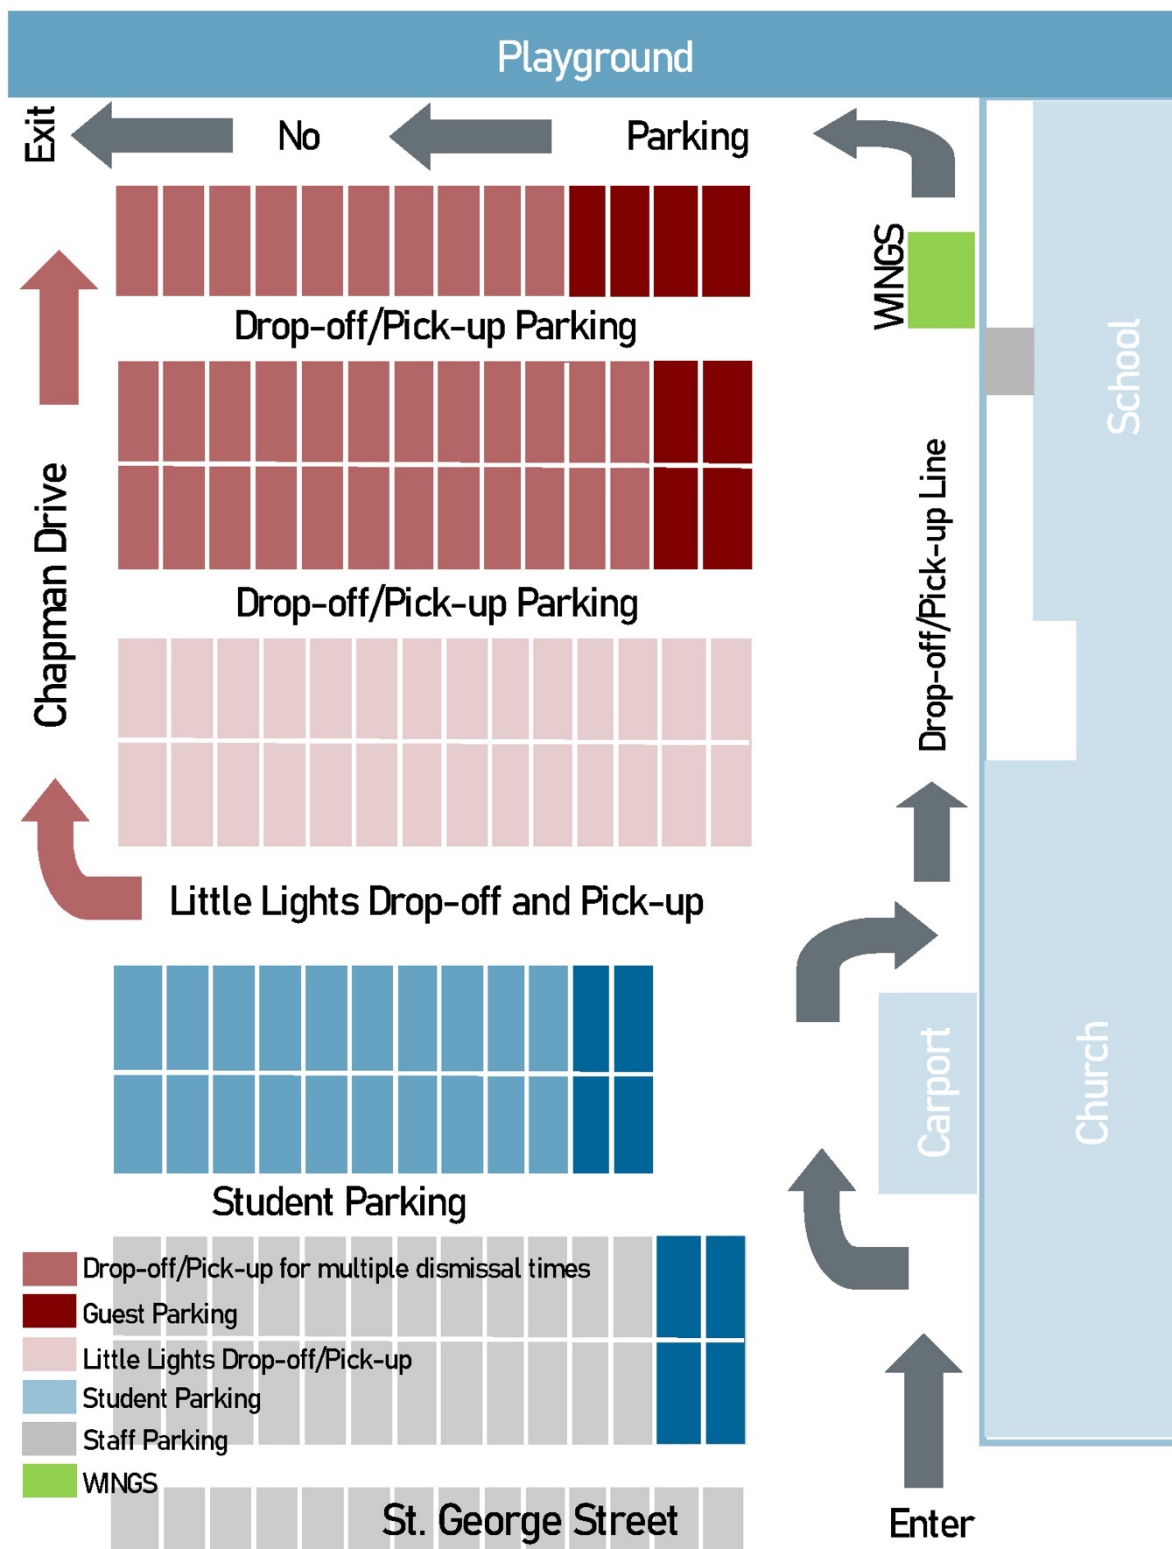 Playground
Exit
No
Parking
WINGS
Drop-off/Pick-up Parking
School
Chapman Drive
Drop-off/Pick-up Line
Drop-off/Pick-up Parking
Little Lights Drop-off and Pick-up
Carport
Church
Student Parking
Drop-off/Pick-up for multiple dismissal times
Guest Parking
Little Lights Drop-off/Pick-up
Student Parking
Staff Parking
WINGS
St. George Street
Enter